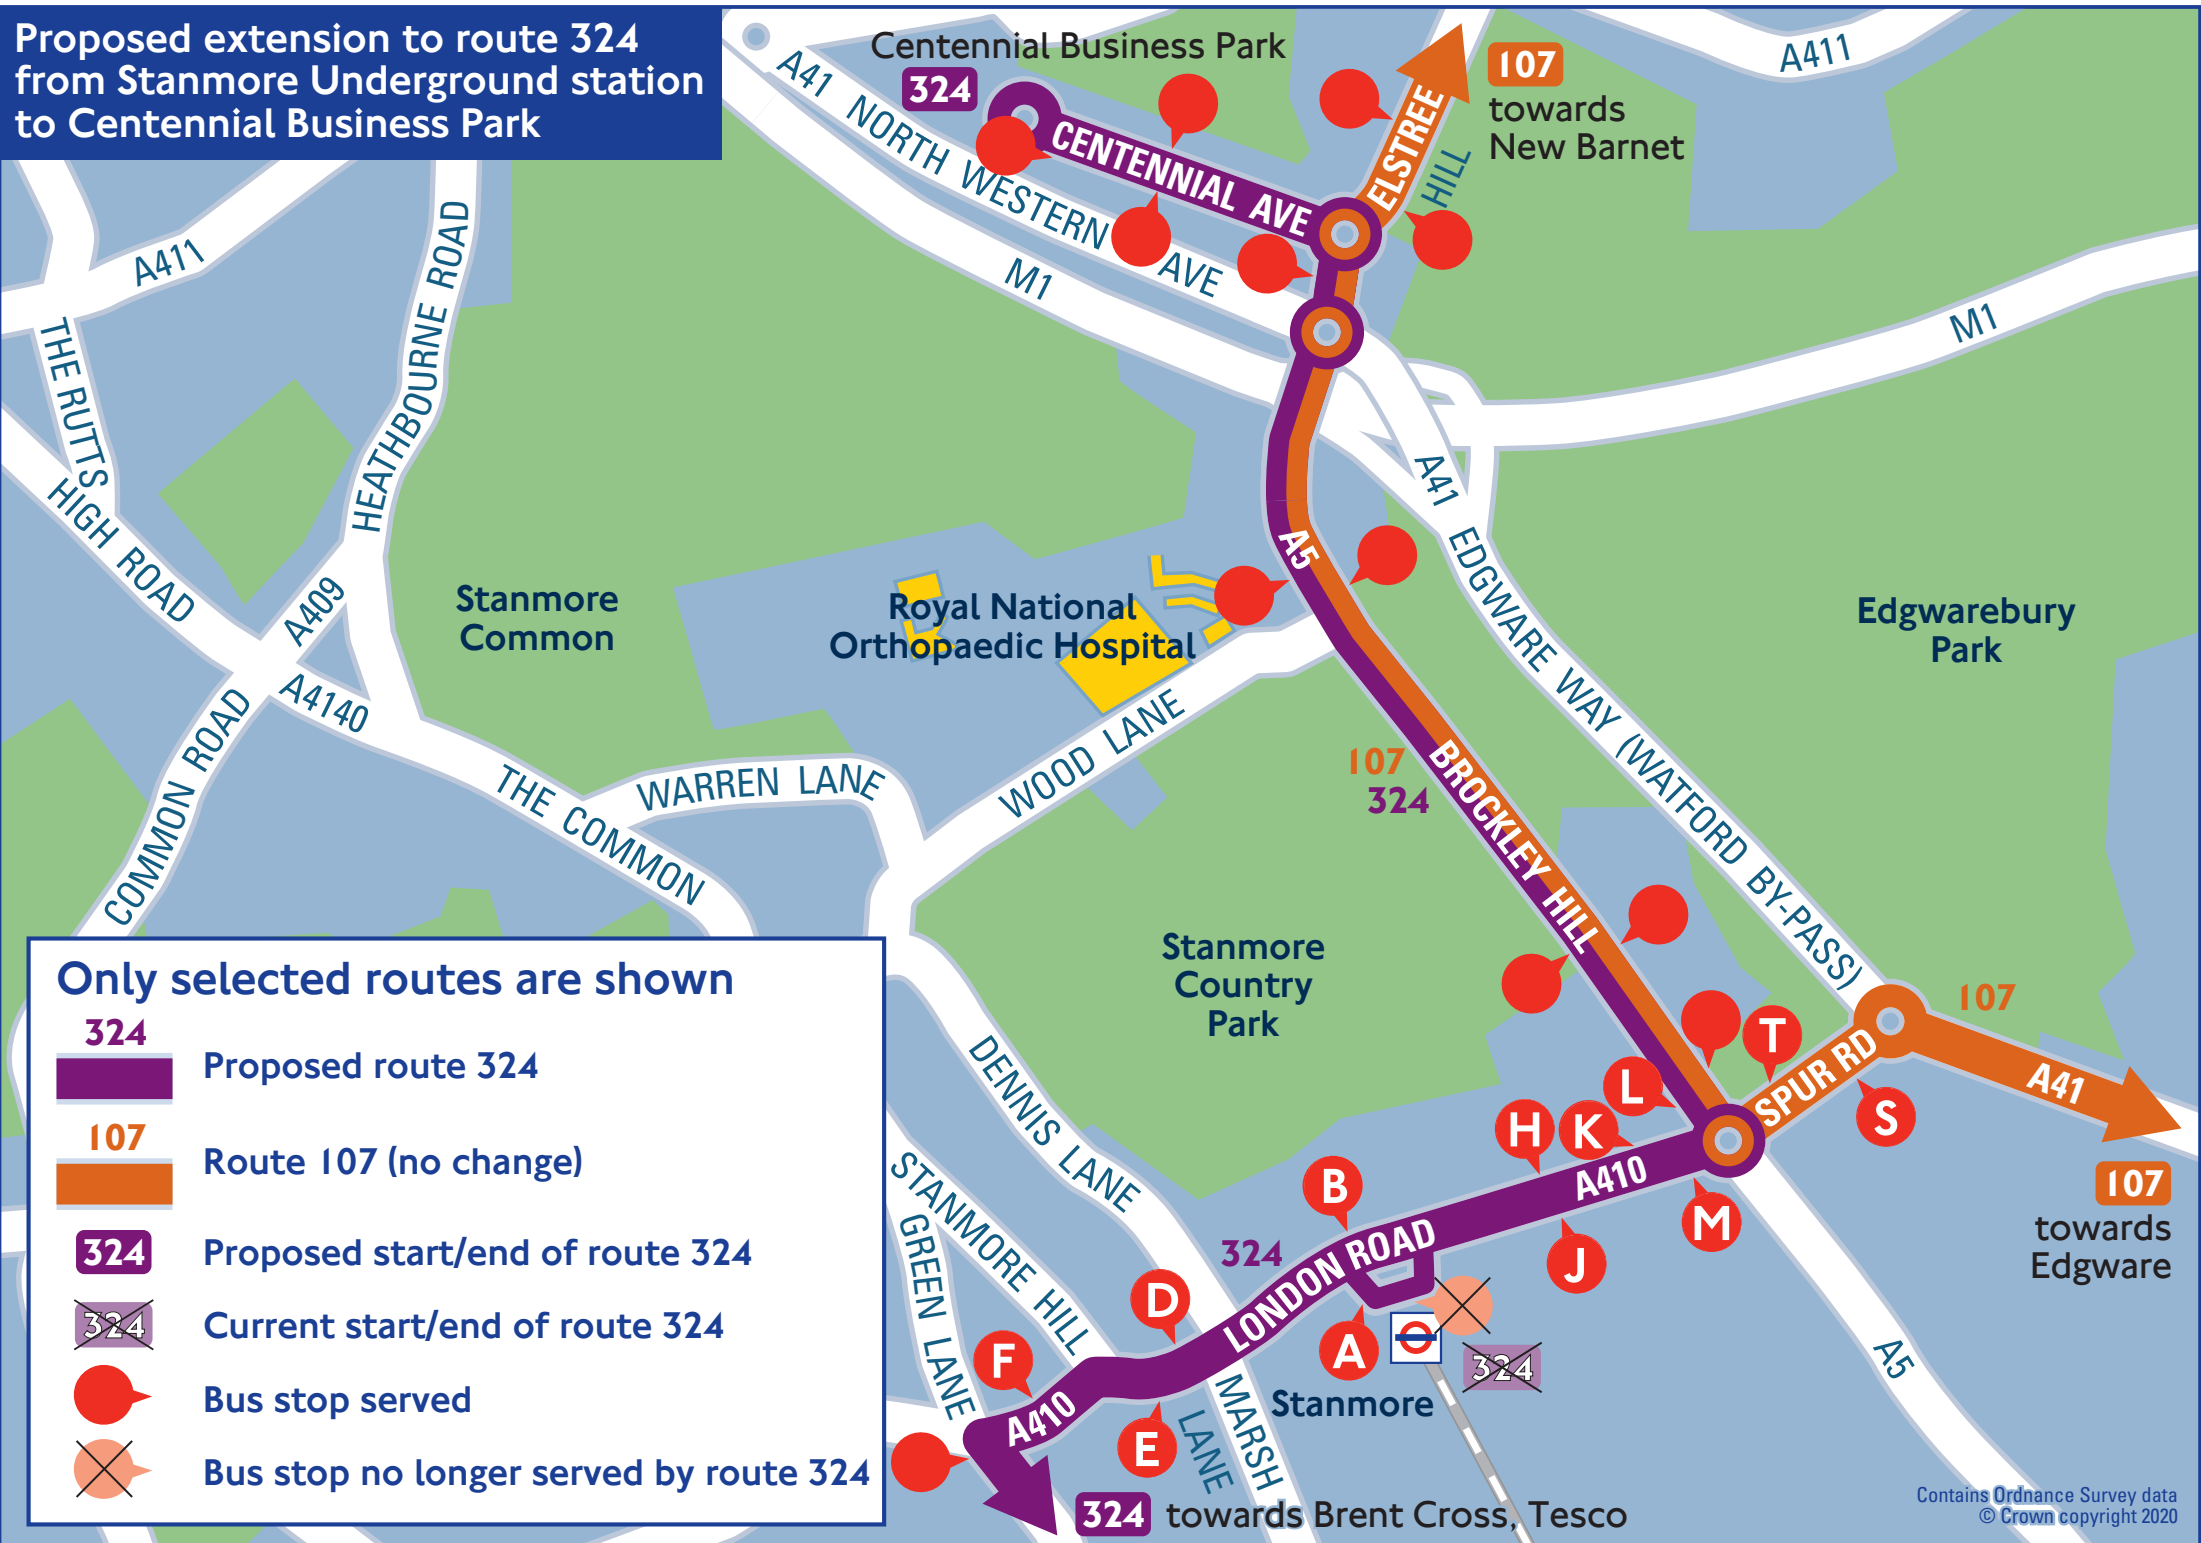 Proposed extension to route 324
from Stanmore Underground station
to Centennial Business Park
Centennial Business Park
324
107
towards
New Barnet
A411
A41 NORTH WESTERN AVE
CENTENNIAL AVE
ELSTREE
HILL
M1
M1
A411
THE RUTTS
HEATHBOURNE ROAD
HIGH ROAD
A409
A4140
COMMON ROAD
THE COMMON
WARREN LANE
WOOD LANE
Stanmore
Common
Royal National
Orthopaedic Hospital
A5
A41 EDGWARE WAY (WATFORD BY-PASS)
Edgwarebury
Park
107
324
BROCKLEY HILL
Stanmore
Country
Park
107
A41
SPUR RD
T
S
L
K
H
M
J
B
A410
324
LONDON ROAD
D
A
E
F
A410
DENNIS LANE
STANMORE HILL
GREEN LANE
MARSH
LANE
Stanmore
324
A5
107
towards
Edgware
324 towards Brent Cross, Tesco
Only selected routes are shown
324
Proposed route 324
107
Route 107 (no change)
324 Proposed start/end of route 324
324 Current start/end of route 324
Bus stop served
Bus stop no longer served by route 324
Contains Ordnance Survey data
© Crown copyright 2020